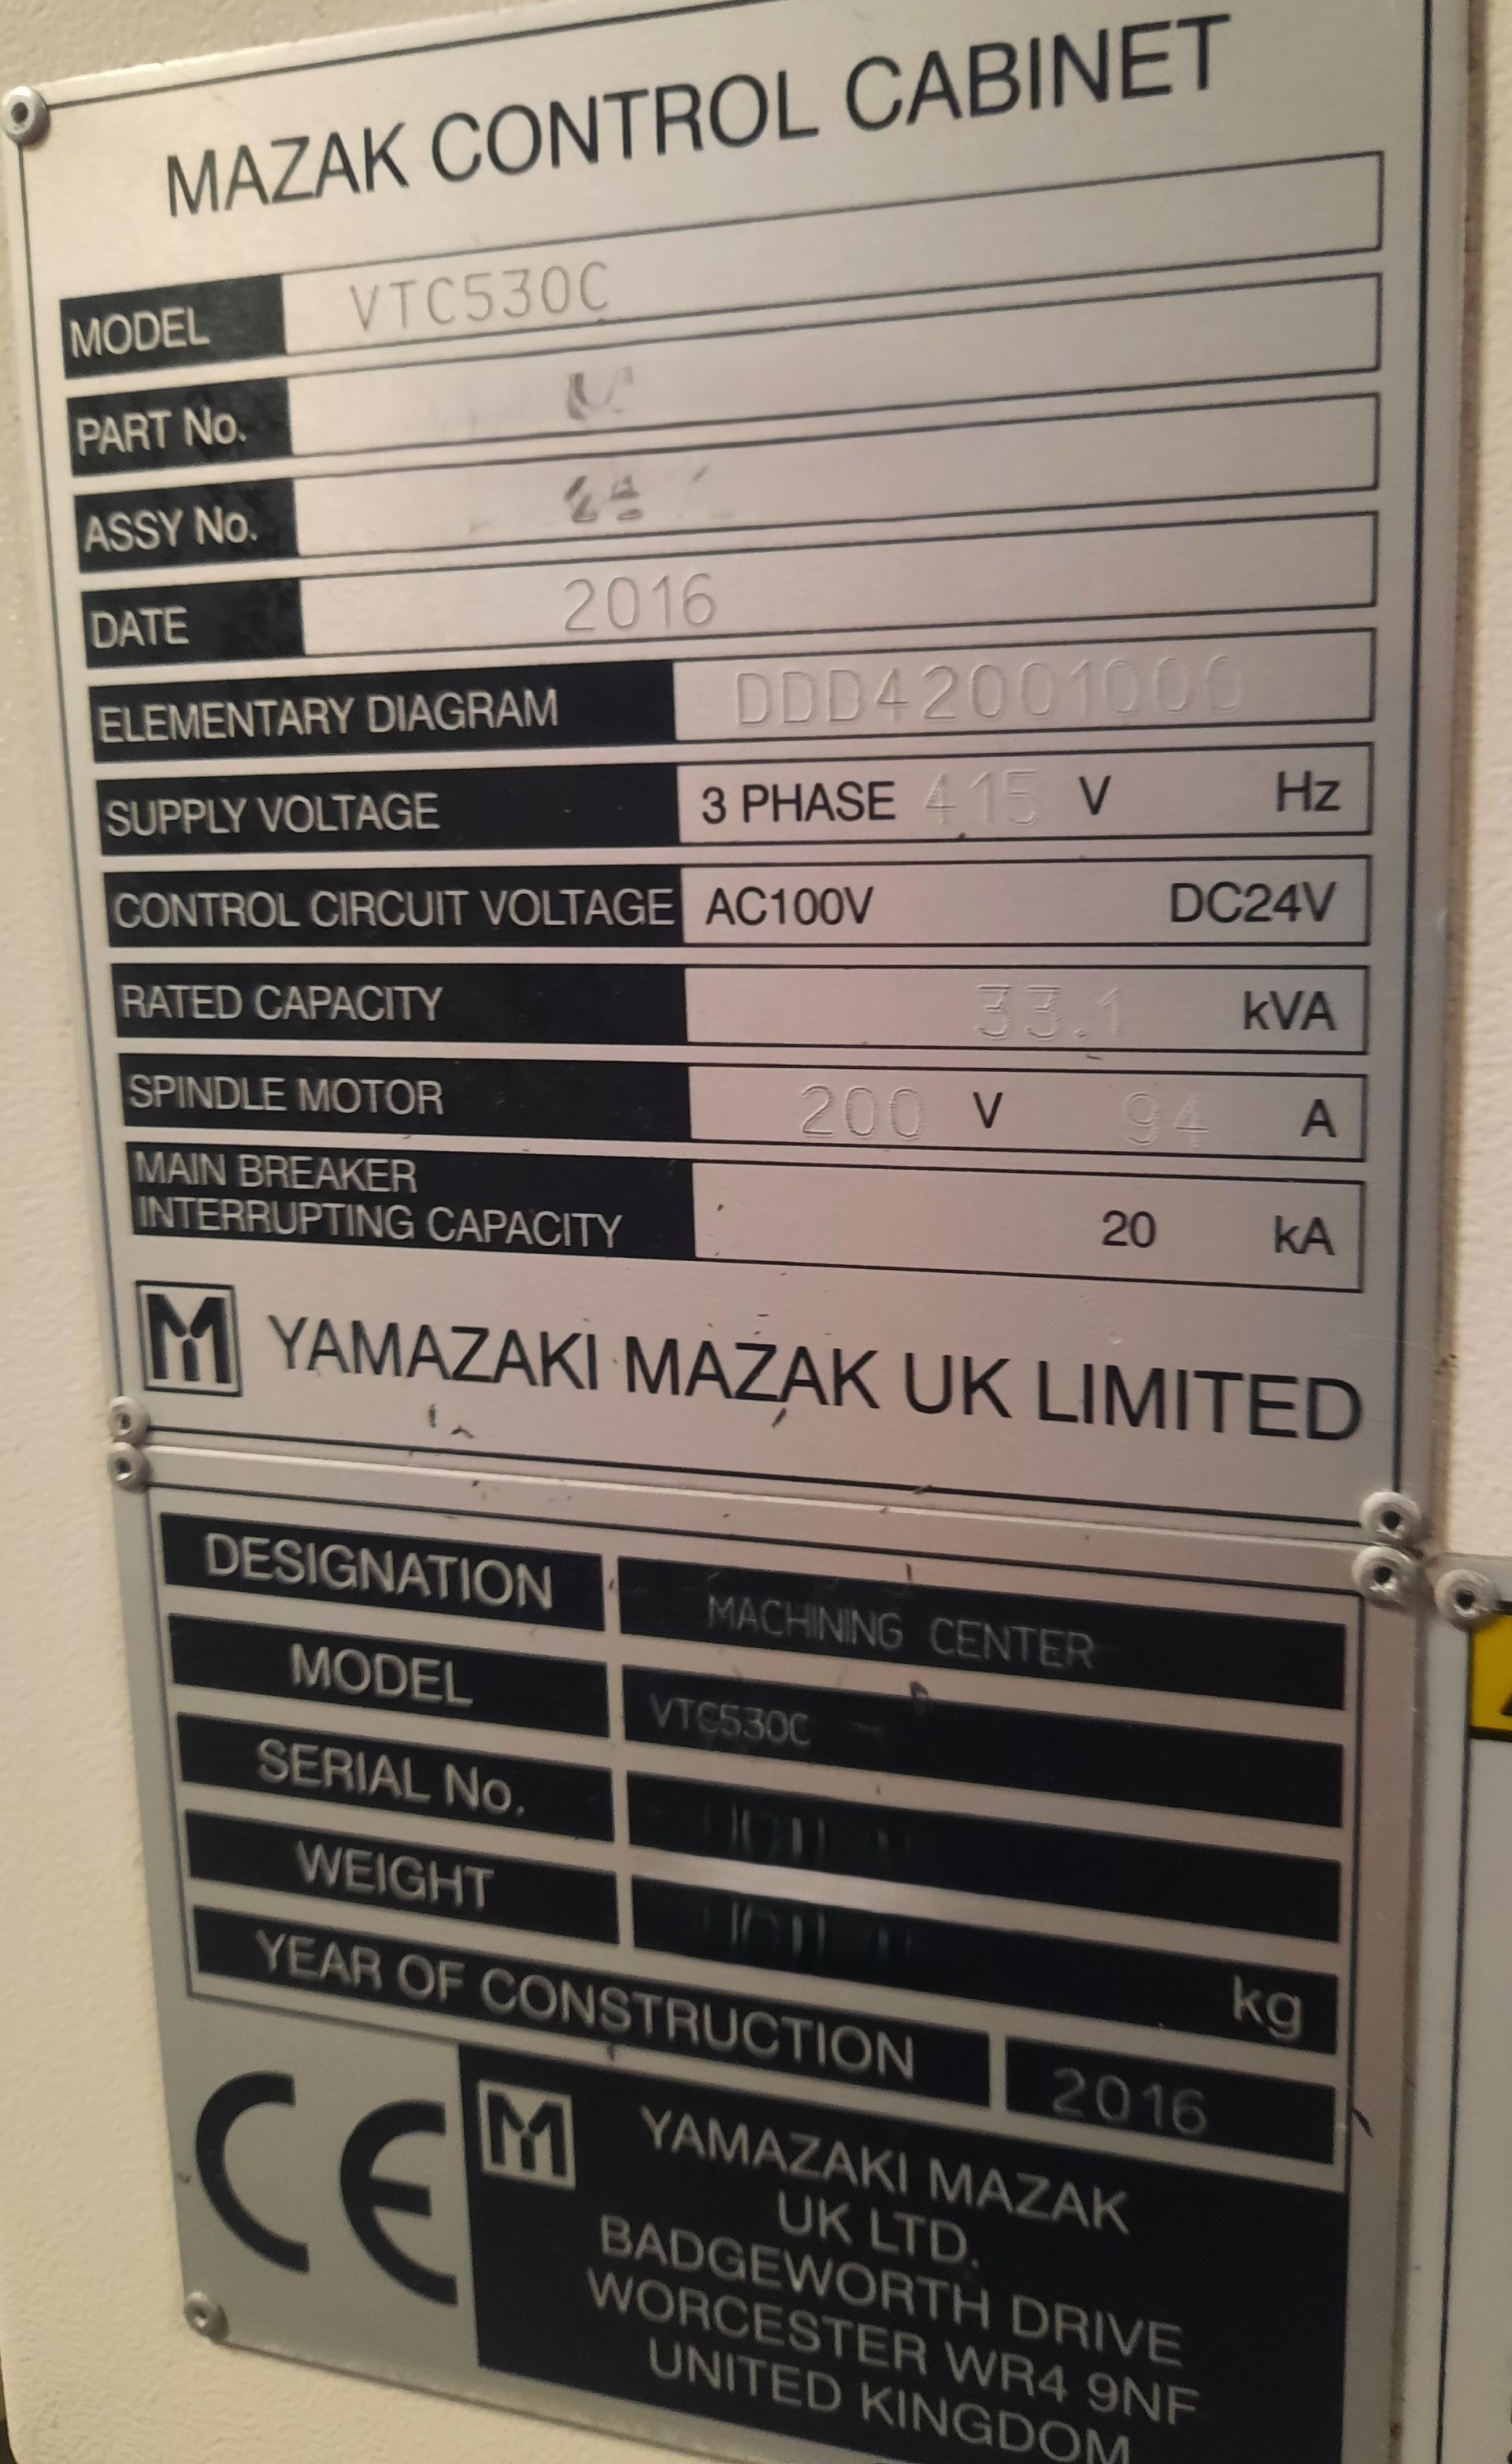 MAZAK CONTROL CABINET
MODEL VTC530C
PART No.
ASSY No.
DATE 2016
ELEMENTARY DIAGRAM DDD42001000
SUPPLY VOLTAGE 3 PHASE 415 V Hz
CONTROL CIRCUIT VOLTAGE AC100V DC24V
RATED CAPACITY 33.1 kVA
SPINDLE MOTOR 200 V 94 A
MAIN BREAKER
INTERRUPTING CAPACITY 20 kA
YAMAZAKI MAZAK UK LIMITED
DESIGNATION MACHINING CENTER
MODEL VTC530C
SERIAL No.
WEIGHT kg
YEAR OF CONSTRUCTION 2016
CE
YAMAZAKI MAZAK
UK LTD.
BADGEWORTH DRIVE
WORCESTER WR4 9NF
UNITED KINGDOM